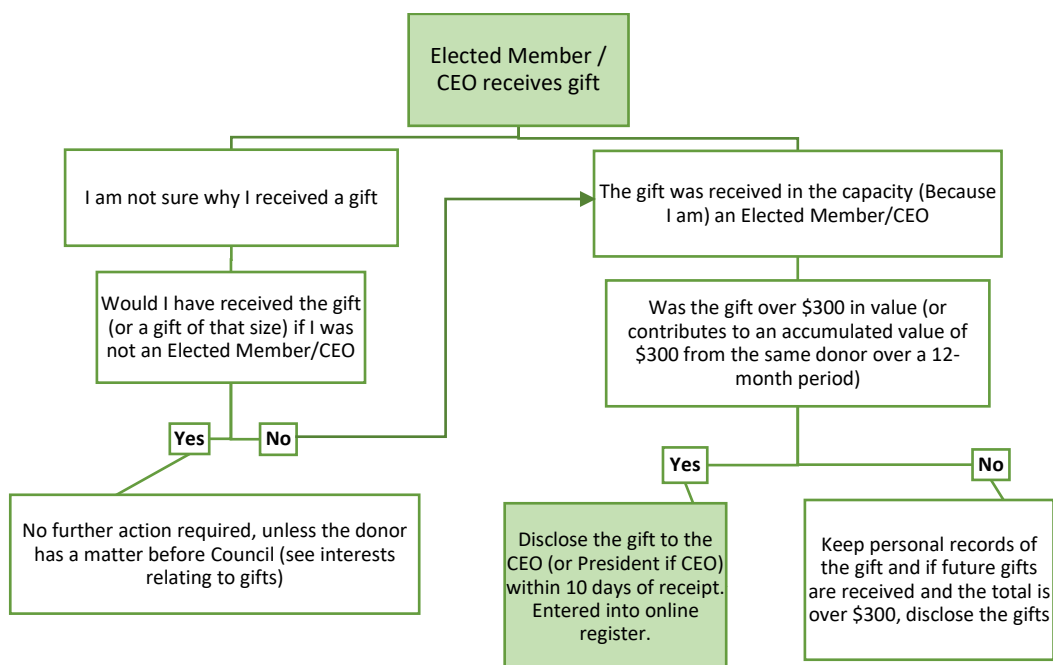 Elected Member /
CEO receives gift
I am not sure why I received a gift
The gift was received in the capacity (Because
I am) an Elected Member/CEO
Would I have received the gift
(or a gift of that size) if I was
not an Elected Member/CEO
Was the gift over $300 in value (or
contributes to an accumulated value of
$300 from the same donor over a 12-
month period)
Yes
No
Yes
No
No further action required, unless the donor
has a matter before Council (see interests
relating to gifts)
Disclose the gift to the
CEO (or President if CEO)
within 10 days of receipt.
Entered into online
register.
Keep personal records of
the gift and if future gifts
are received and the total is
over $300, disclose the gifts